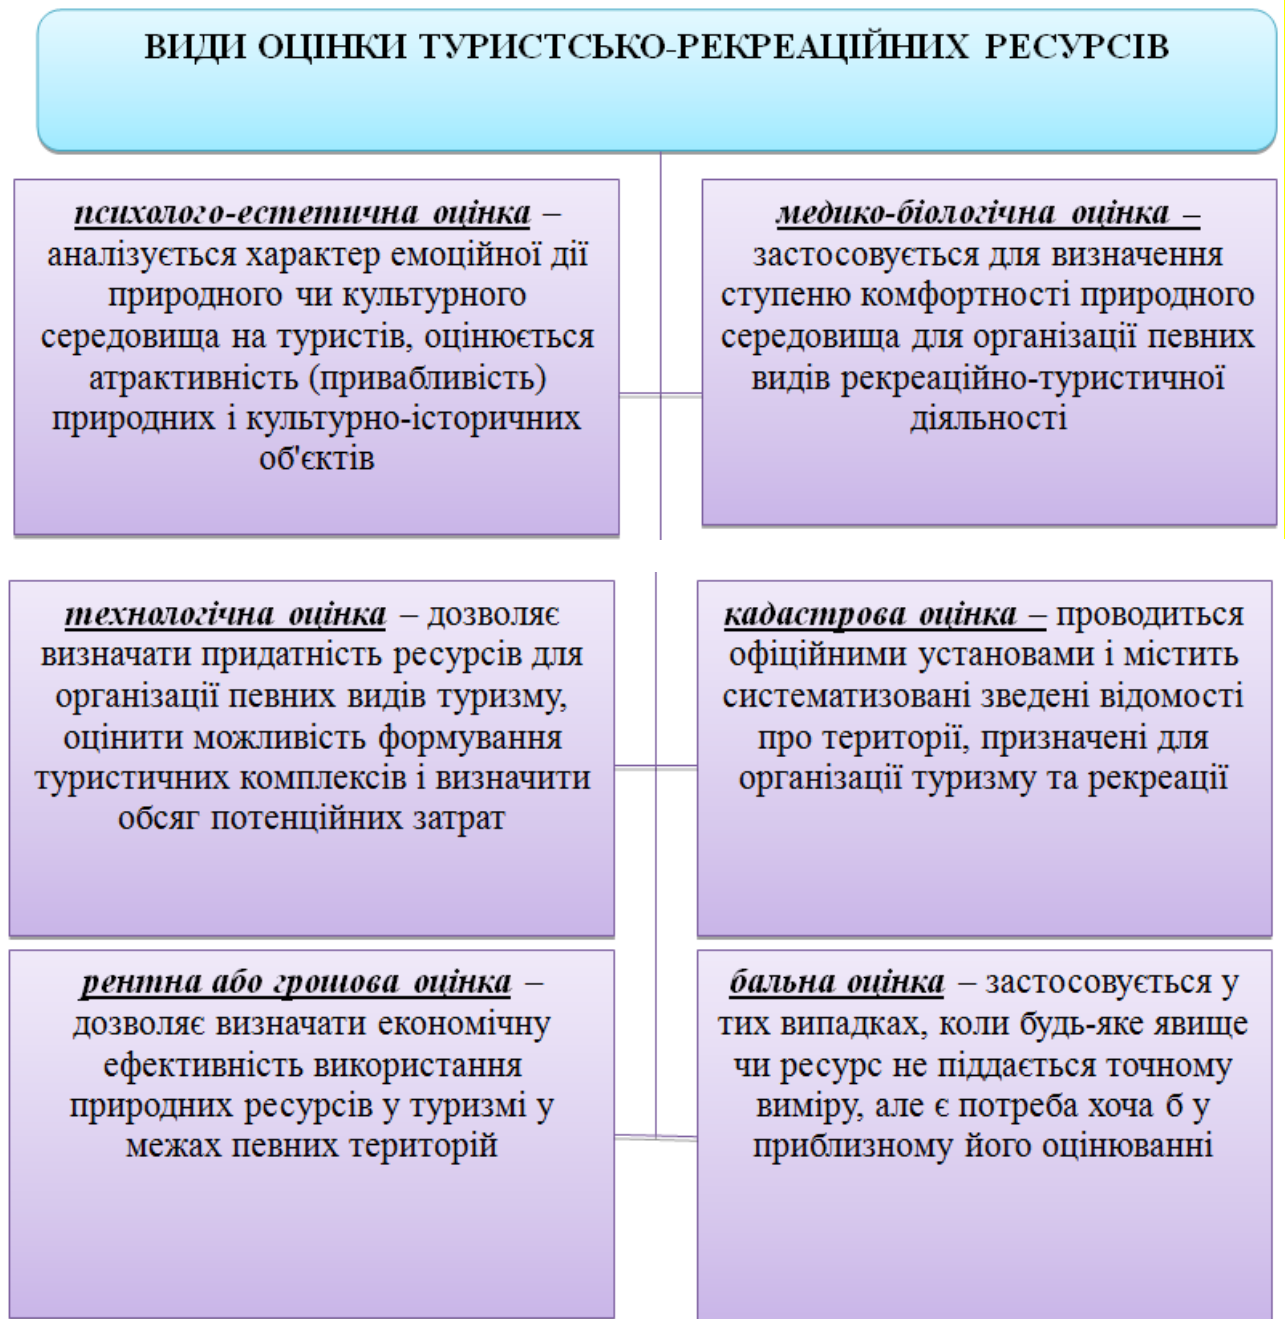 ВИДИ ОЦІНКИ ТУРИСТСЬКО-РЕКРЕАЦІЙНИХ РЕСУРСІВ
психолого-естетична оцінка –
аналізується характер емоційної дії
природного чи культурного
середовища на туристів, оцінюється
атрактивність (привабливість)
природних і культурно-історичних
об'єктів
медико-біологічна оцінка –
застосовується для визначення
ступеню комфортності природного
середовища для організації певних
видів рекреаційно-туристичної
діяльності
технологічна оцінка – дозволяє
визначати придатність ресурсів для
організації певних видів туризму,
оцінити можливість формування
туристичних комплексів і визначити
обсяг потенційних затрат
кадастрова оцінка – проводиться
офіційними установами і містить
систематизовані зведені відомості
про території, призначені для
організації туризму та рекреації
рентна або грошова оцінка –
дозволяє визначати економічну
ефективність використання
природних ресурсів у туризмі у
межах певних територій
бальна оцінка – застосовується у
тих випадках, коли будь-яке явище
чи ресурс не піддається точному
виміру, але є потреба хоча б у
приблизному його оцінюванні